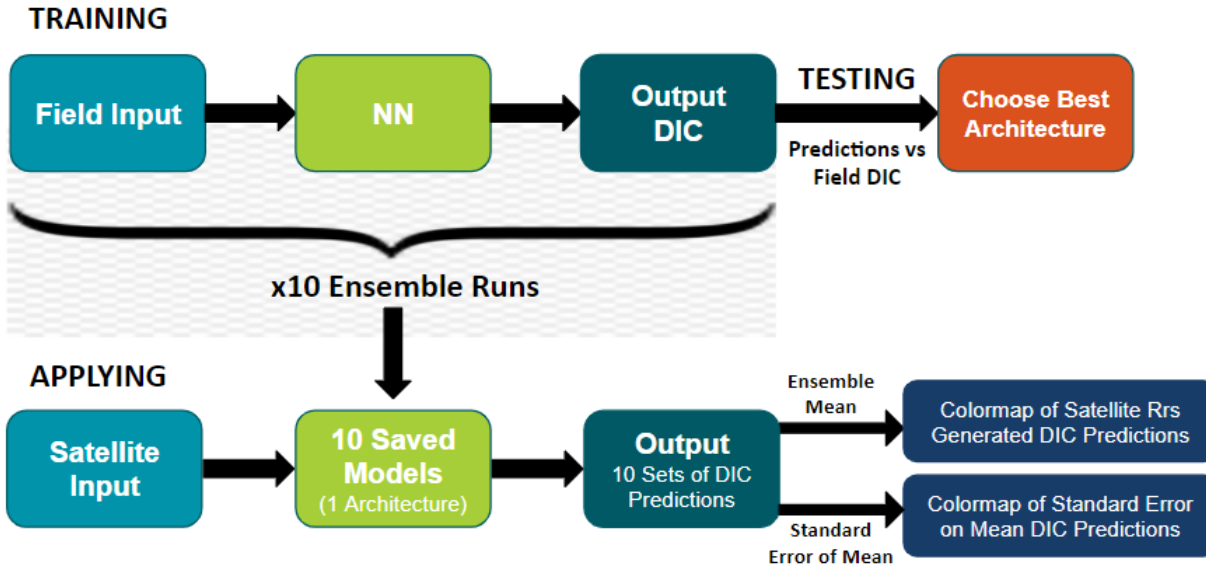 TRAINING
Field Input
NN
Output
DIC
TESTING
Predictions vs
Field DIC
Choose Best
Architecture
x10 Ensemble Runs
APPLYING
Satellite
Input
10 Saved
Models
(1 Architecture)
Output
10 Sets of DIC
Predictions
Ensemble
Mean
Colormap of Satellite Rrs
Generated DIC Predictions
Standard
Error of Mean
Colormap of Standard Error
on Mean DIC Predictions